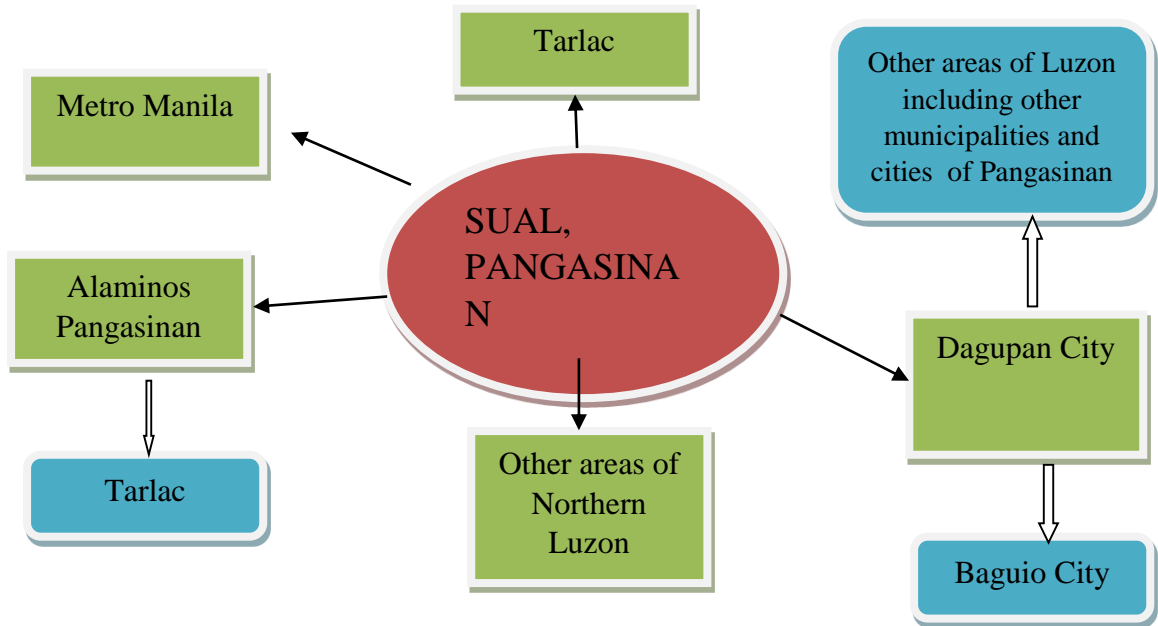 Tarlac
Metro Manila
Other areas of Luzon
including other
municipalities and
cities of Pangasinan
SUAL,
PANGASINA
N
Alaminos
Pangasinan
Dagupan City
Tarlac
Other areas of
Northern
Luzon
Baguio City